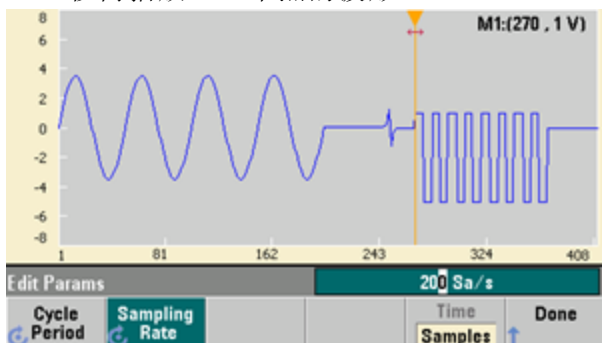 M1:(270 , 1 V)
8
6
4
2
0
-2
-4
-6
-8
1 81 162 243 324 408
Edit Params 200 Sa/s
Cycle Period
Sampling Rate
Time
Samples
Done